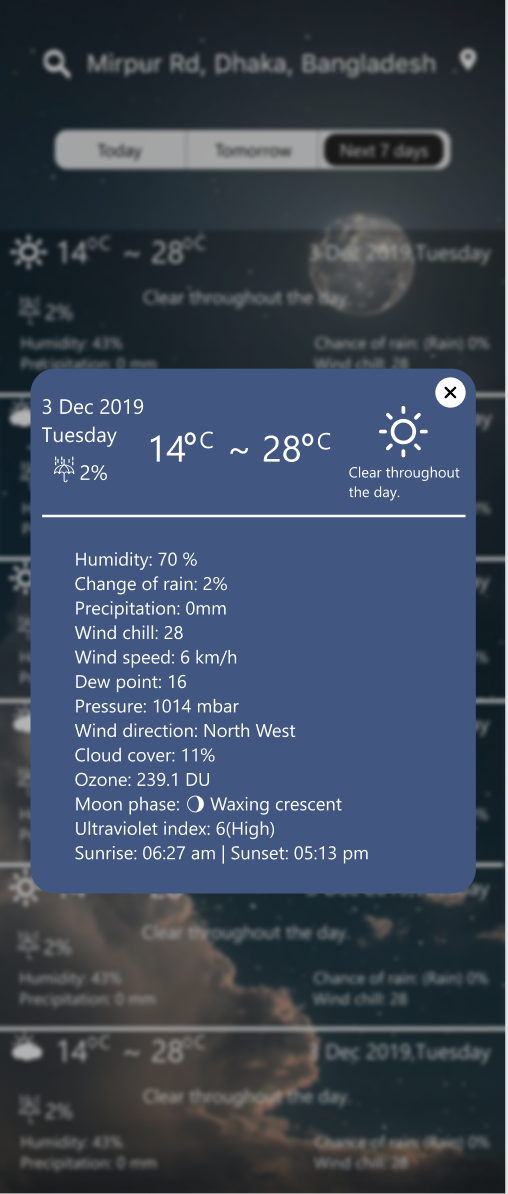 Mirpur Rd, Dhaka, Bangladesh
Today Tomorrow Next 7 days
14°C ~ 28°C 3 Dec 2019,Tuesday
Clear throughout the day.
2%
Humidity: 43% Chance of rain: (Rain) 0%
Precipitation: 0 mm Wind chill: 28
3 Dec 2019
Tuesday
2%
14°C ~ 28°C
Clear throughout
the day.
Humidity: 70 %
Change of rain: 2%
Precipitation: 0mm
Wind chill: 28
Wind speed: 6 km/h
Dew point: 16
Pressure: 1014 mbar
Wind direction: North West
Cloud cover: 11%
Ozone: 239.1 DU
Moon phase: Waxing crescent
Ultraviolet index: 6(High)
Sunrise: 06:27 am | Sunset: 05:13 pm
Clear throughout the day.
2%
Humidity: 43% Chance of rain: (Rain) 0%
Precipitation: 0 mm Wind chill: 28
14°C ~ 28°C 3 Dec 2019,Tuesday
Clear throughout the day.
2%
Humidity: 43% Chance of rain: (Rain) 0%
Precipitation: 0 mm Wind chill: 28